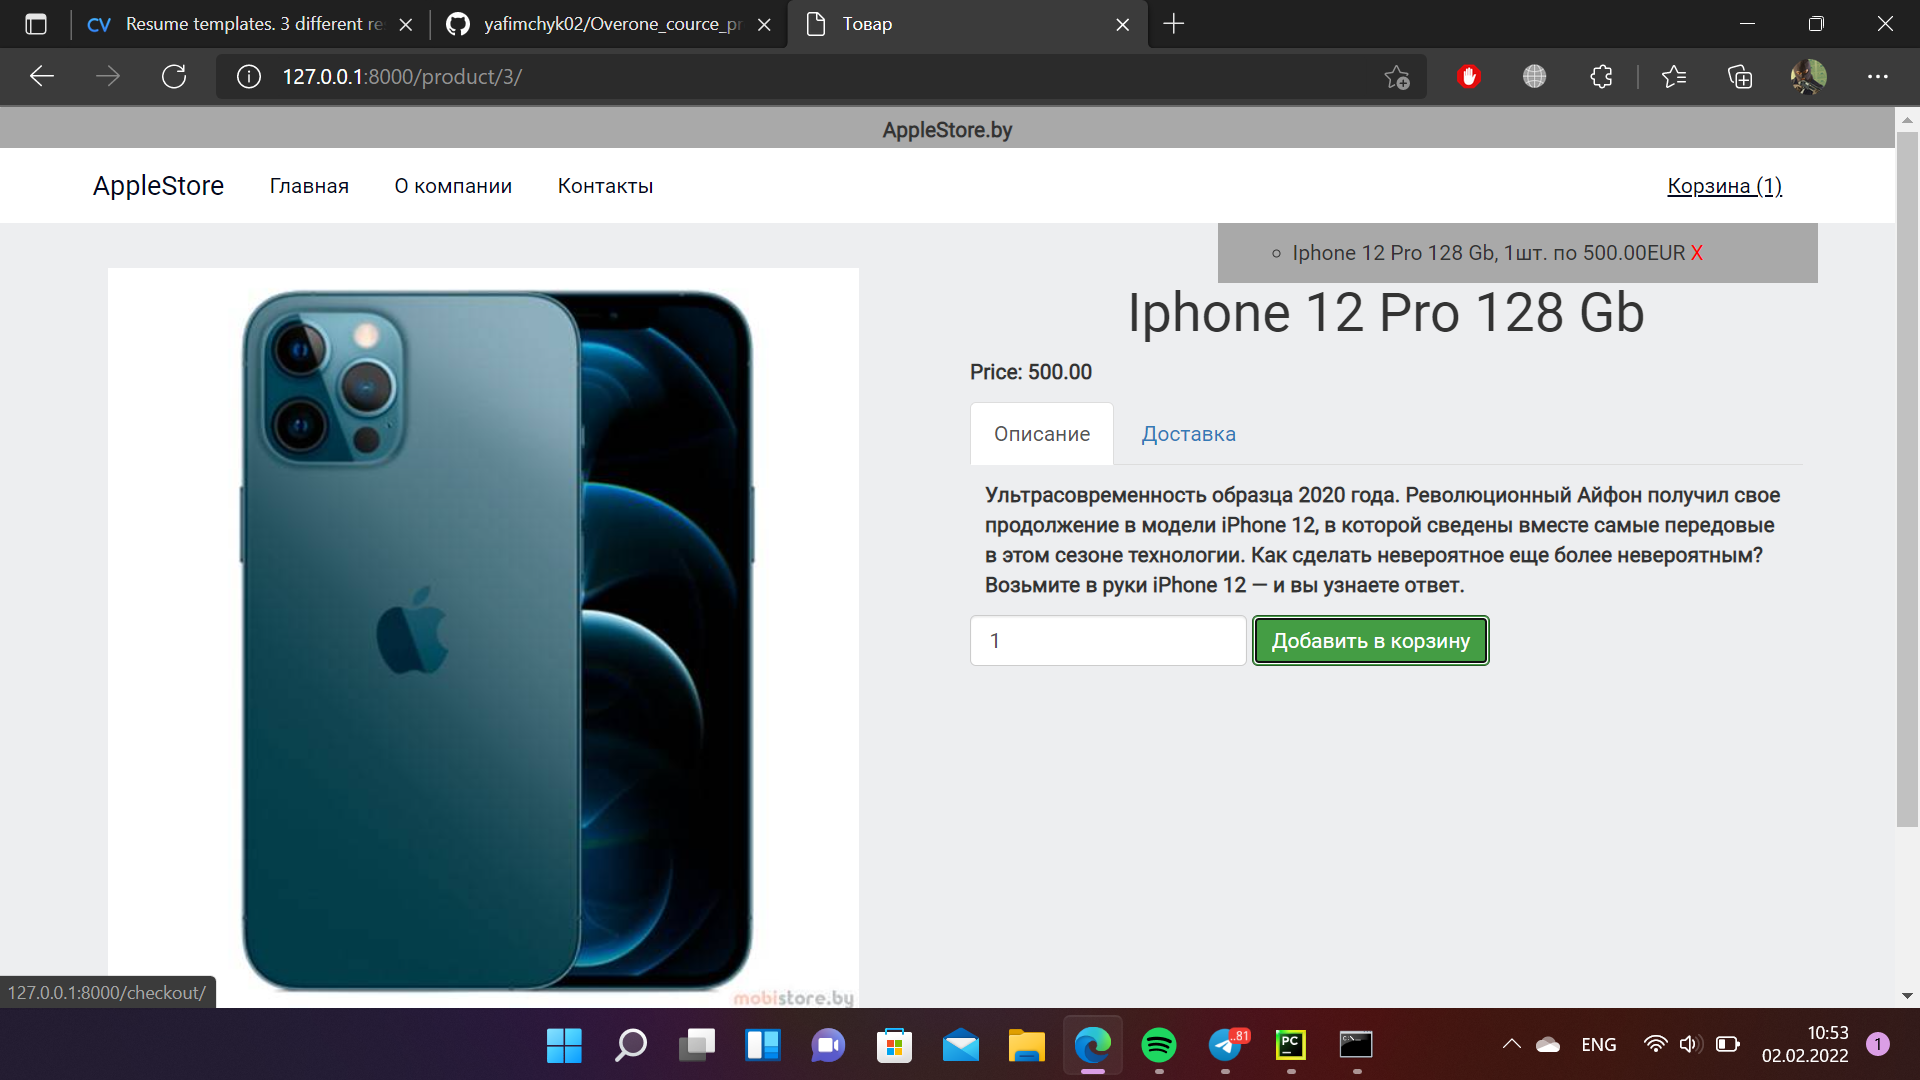 CV Resume templates. 3 different re
yafimchyk02/Overone_cource_pr
Товар
127.0.0.1:8000/product/3/
AppleStore.by
AppleStore Главная О компании Контакты Корзина (1)
Iphone 12 Pro 128 Gb, 1шт. по 500.00EUR X
Iphone 12 Pro 128 Gb
Price: 500.00
Описание Доставка
Ультрасовременность образца 2020 года. Революционный Айфон получил свое
продолжение в модели iPhone 12, в которой сведены вместе самые передовые
в этом сезоне технологии. Как сделать невероятное еще более невероятным?
Возьмите в руки iPhone 12 — и вы узнаете ответ.
1 Добавить в корзину
mobistore.by
127.0.0.1:8000/checkout/
..81
PC
ENG
10:53
02.02.2022
1